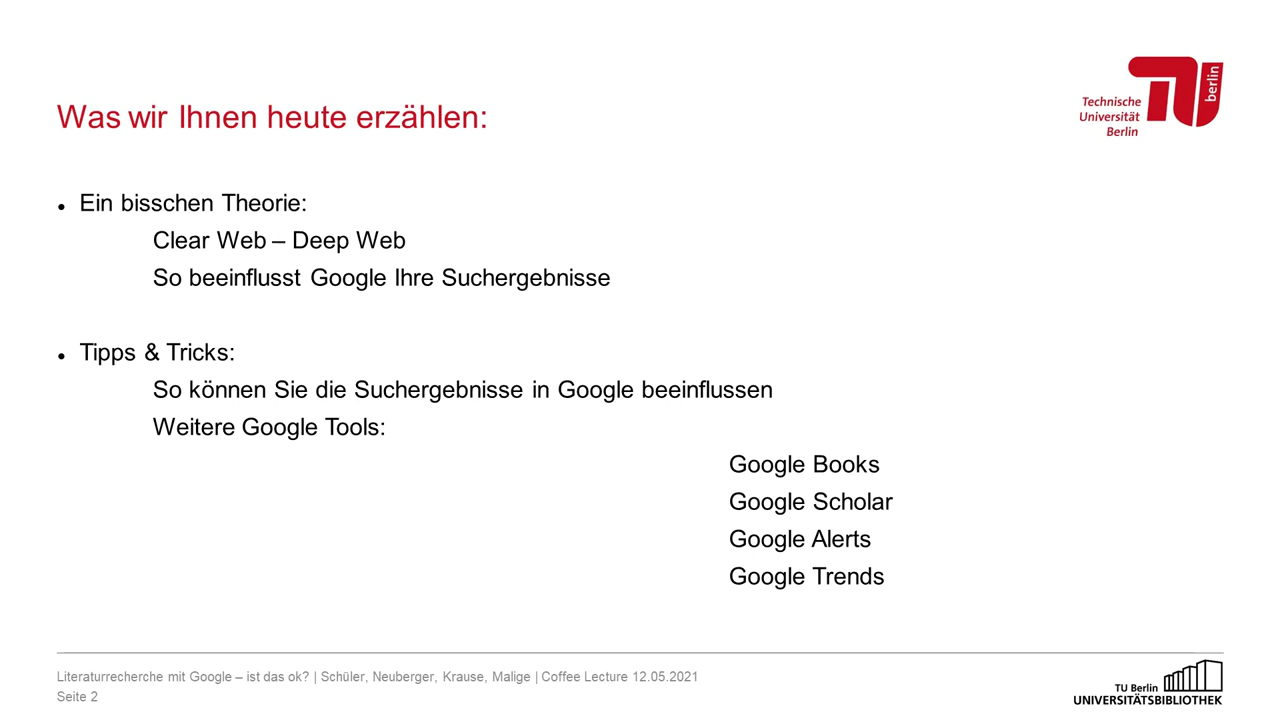 Technische
Universität
Berlin
berlin
Was wir Ihnen heute erzählen:
• Ein bisschen Theorie:
Clear Web – Deep Web
So beeinflusst Google Ihre Suchergebnisse
• Tipps & Tricks:
So können Sie die Suchergebnisse in Google beeinflussen
Weitere Google Tools:
Google Books
Google Scholar
Google Alerts
Google Trends
Literaturrecherche mit Google – ist das ok? | Schüler, Neuberger, Krause, Malige | Coffee Lecture 12.05.2021
Seite 2
TU Berlin
UNIVERSITÄTSBIBLIOTHEK